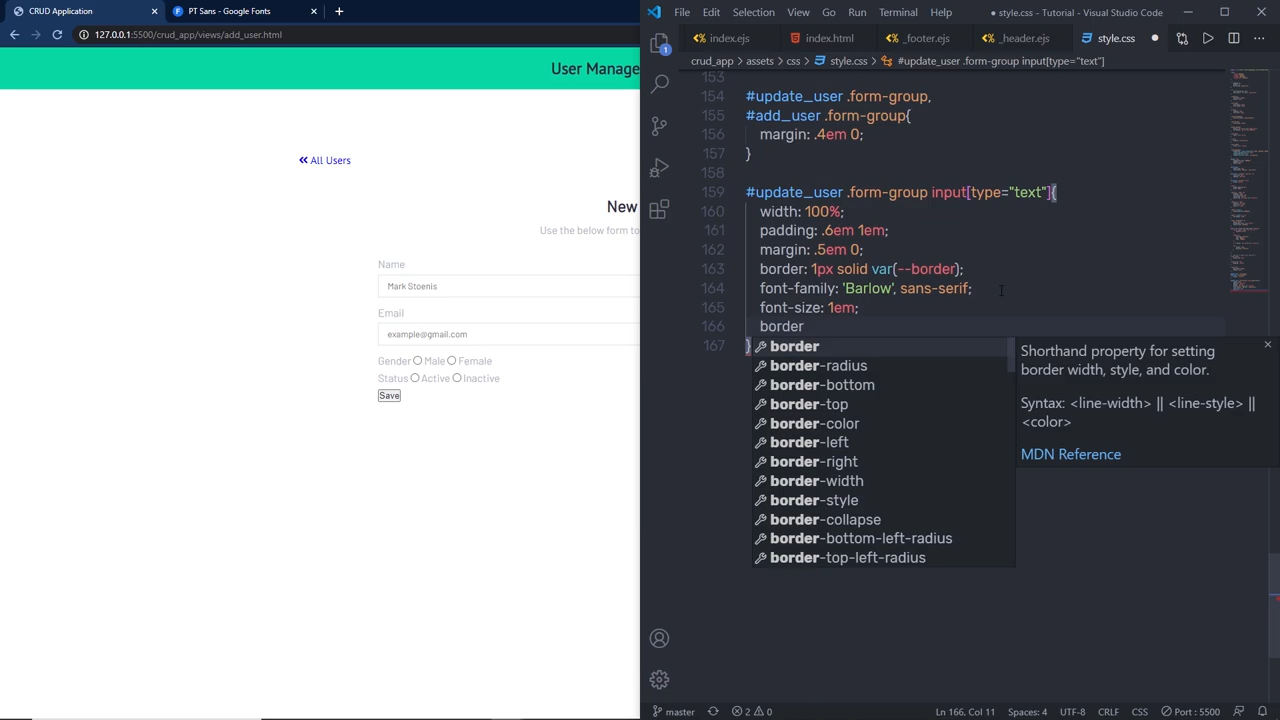 CRUD Application
PT Sans - Google Fonts
127.0.0.1:5500/crud_app/views/add_user.html
User Manage
All Users
New
Use the below form to
Name
Mark Stoenis
Email
example@gmail.com
Gender Male Female
Status Active Inactive
Save
File Edit Selection View Go Run Terminal Help ● style.css - Tutorial - Visual Studio Code
index.ejs index.html _footer.ejs _header.ejs style.css
crud_app > assets > css > style.css > #update_user .form-group input[type="text"]
1
153
154 #update_user .form-group,
155 #add_user .form-group{
156 margin: .4em 0;
157 }
158
159 #update_user .form-group input[type="text"]{
160 width: 100%;
161 padding: .6em 1em;
162 margin: .5em 0;
163 border: 1px solid var(--border);
164 font-family: 'Barlow', sans-serif;
165 font-size: 1em;
166 border
167 }
border
border-radius
border-bottom
border-top
border-color
border-left
border-right
border-width
border-style
border-collapse
border-bottom-left-radius
border-top-left-radius
Shorthand property for setting
border width, style, and color.
Syntax: <line-width> || <line-style> ||
<color>
MDN Reference
master 2 0 Ln 166, Col 11 Spaces: 4 UTF-8 CRLF CSS Port : 5500